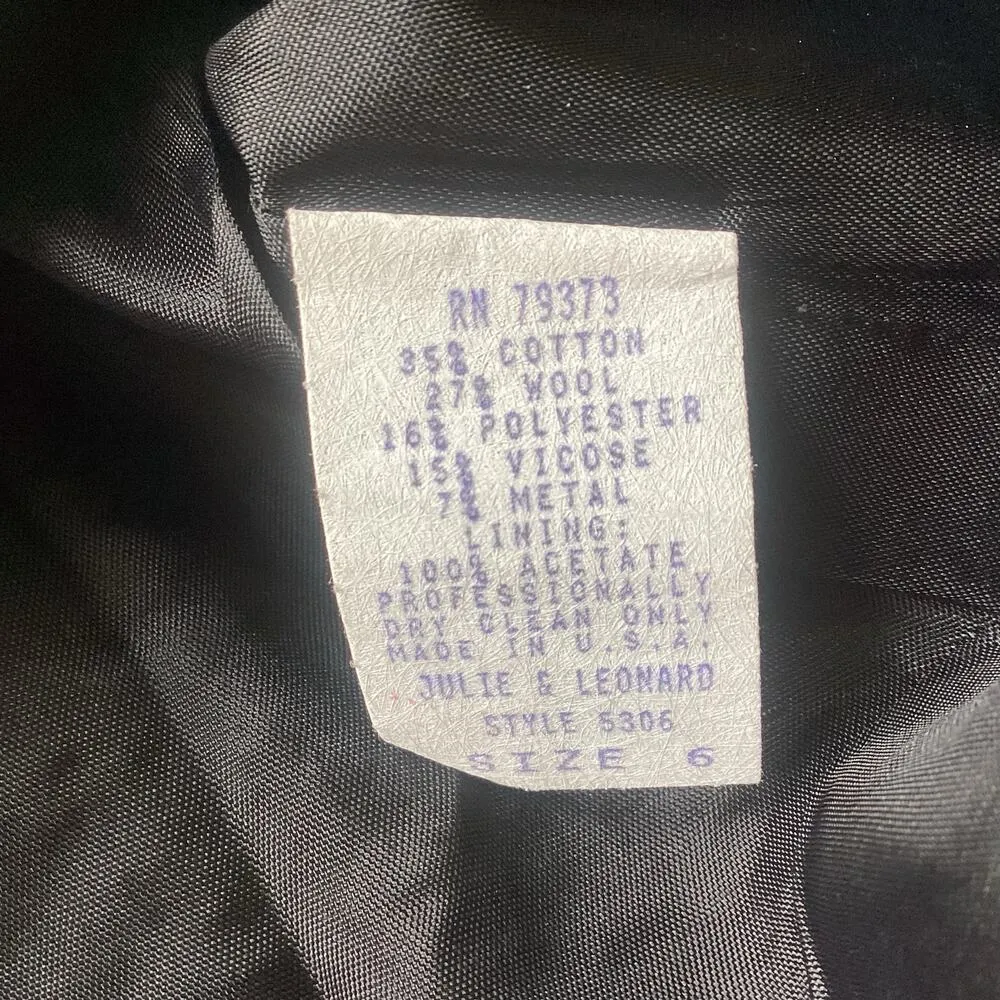 RN 79373
35% COTTON
27% WOOL
16% POLYESTER
15% VICOSE
7% METAL
LINING:
100% ACETATE
PROFESSIONALLY
DRY CLEAN ONLY
MADE IN U.S.A.
JULIE & LEONARD
STYLE 5306
SIZE 6